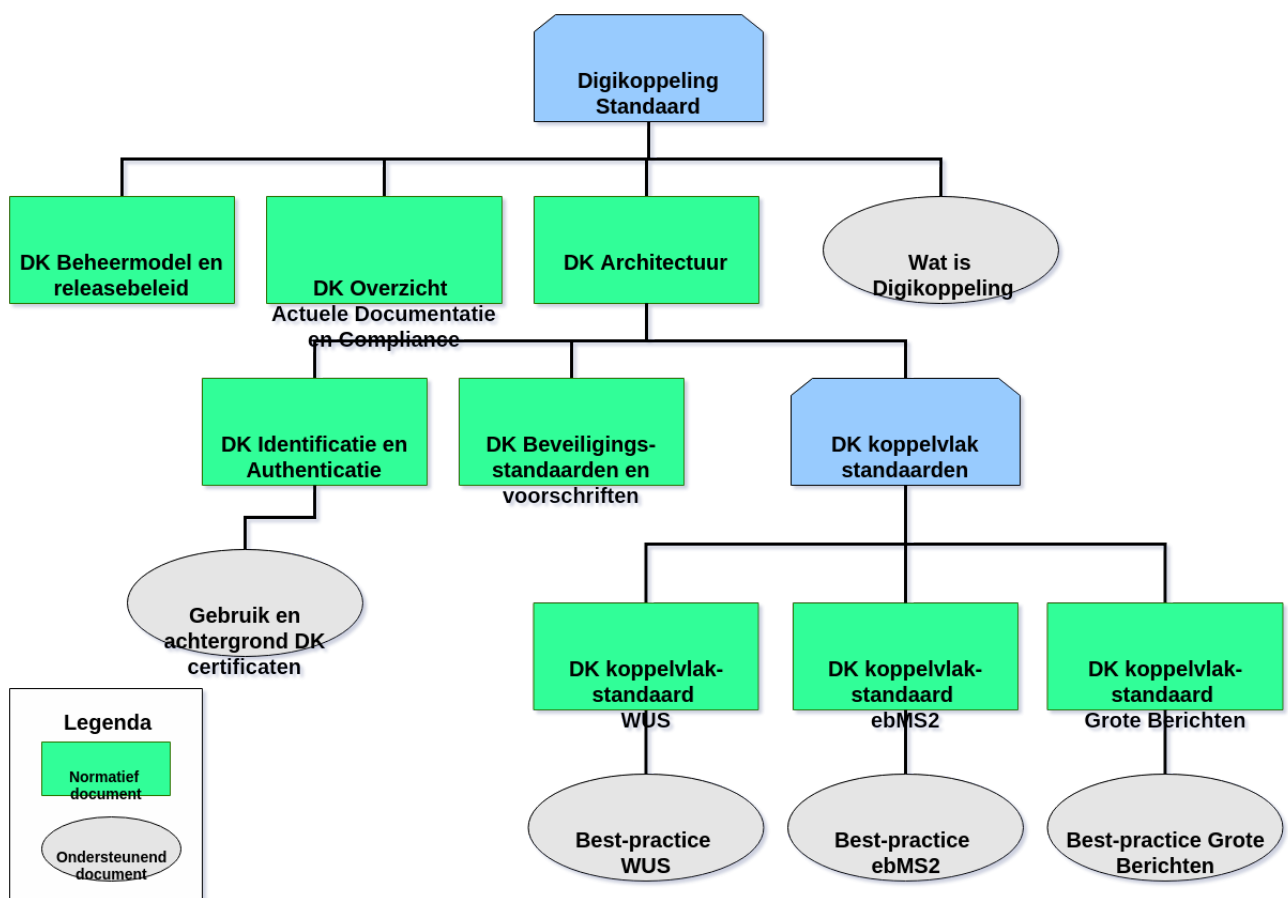 Digikoppeling
Standaard
DK Beheermodel en
releasebeleid
DK Overzicht
Actuele Documentatie
en Compliance
DK Architectuur
Wat is
Digikoppeling
DK Identificatie en
Authenticatie
DK Beveiligings-
standaarden en
voorschriften
DK koppelvlak
standaarden
Gebruik en
achtergrond DK
certificaten
DK koppelvlak-
standaard
WUS
DK koppelvlak-
standaard
ebMS2
DK koppelvlak-
standaard
Grote Berichten
Best-practice
WUS
Best-practice
ebMS2
Best-practice Grote
Berichten
Legenda
Normatief
document
Ondersteunend
document